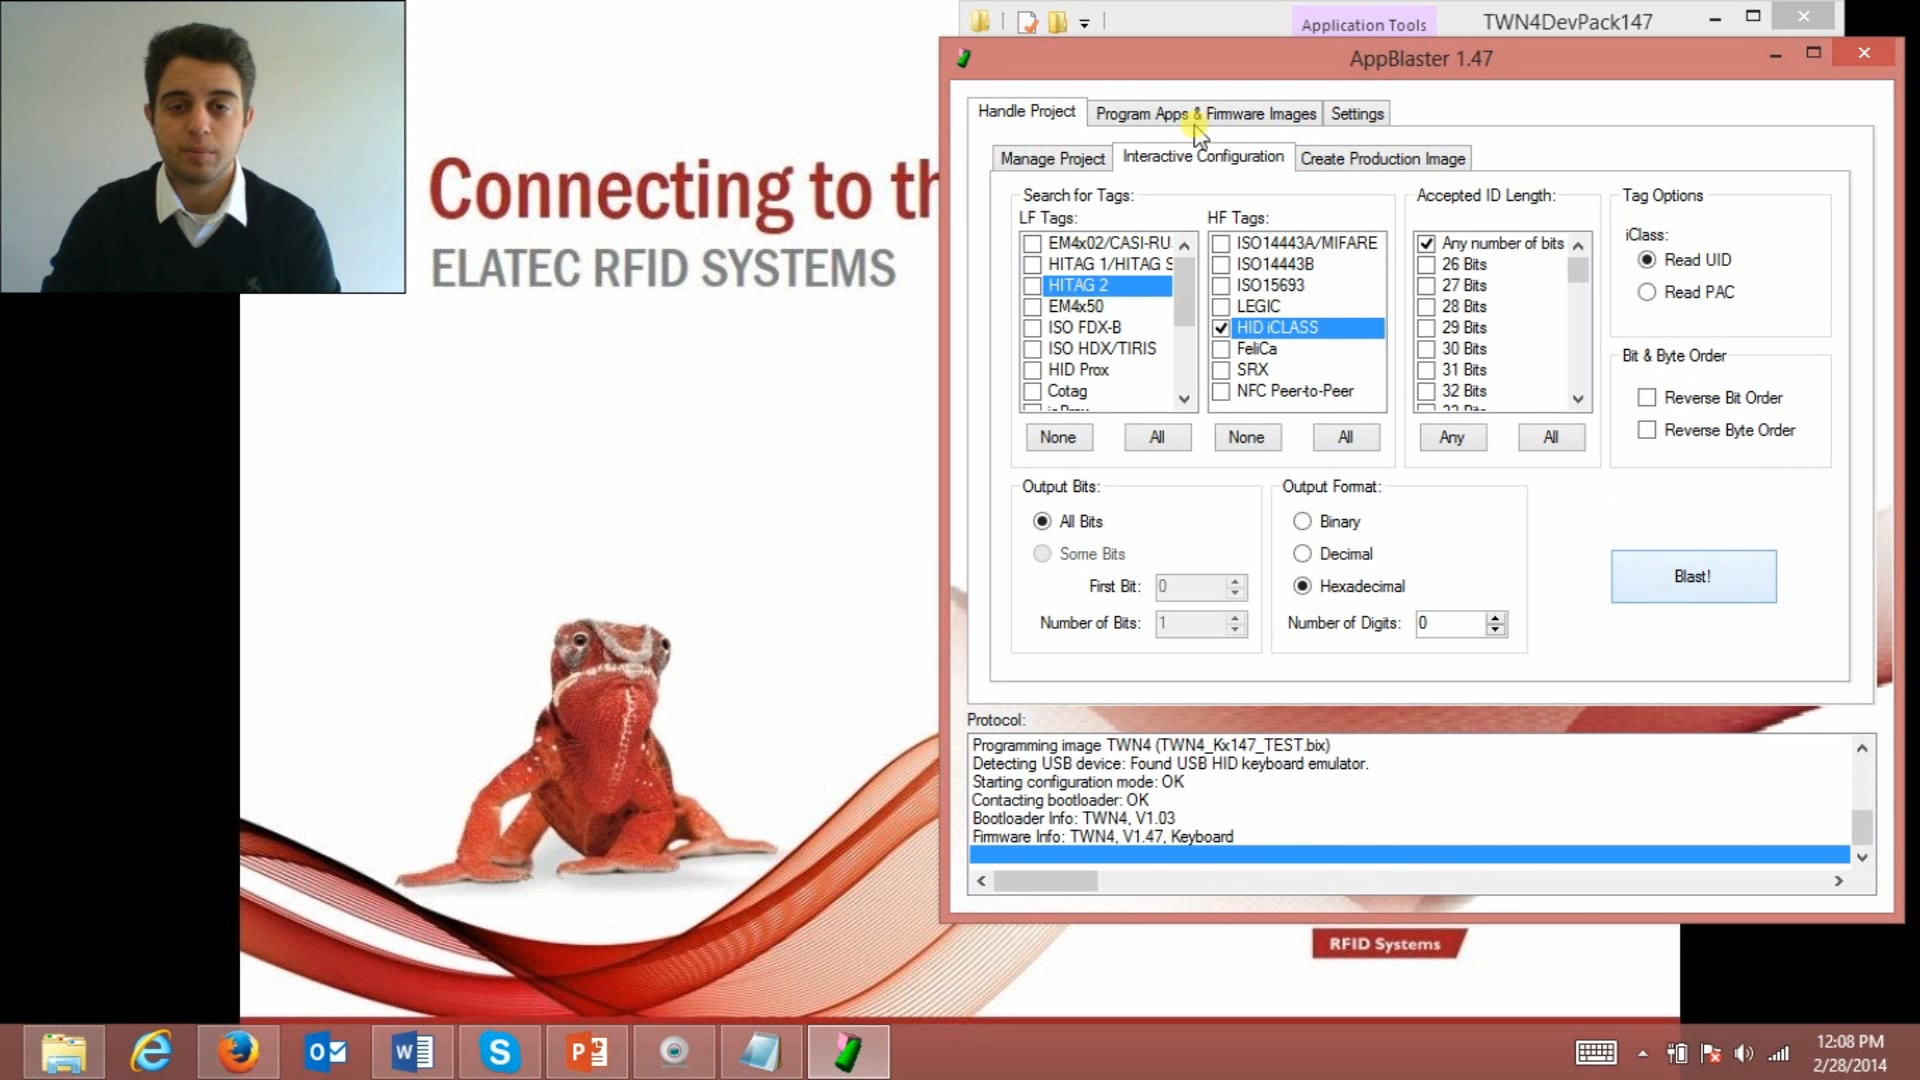 Application Tools
TWN4DevPack147
AppBlaster 1.47
Handle Project
Program Apps & Firmware Images
Settings
Manage Project
Interactive Configuration
Create Production Image
Connecting to th
ELATEC RFID SYSTEMS
Search for Tags:
LF Tags:
EM4x02/CASI-RU
HITAG 1/HITAG S
HITAG 2
EM4x50
ISO FDX-B
ISO HDX/TIRIS
HID Prox
Cotag
None
All
HF Tags:
ISO14443A/MIFARE
ISO14443B
ISO15693
LEGIC
HID iCLASS
FeliCa
SRX
NFC Peer-to-Peer
None
All
Accepted ID Length:
Any number of bits
26 Bits
27 Bits
28 Bits
29 Bits
30 Bits
31 Bits
32 Bits
Any
All
Tag Options
iClass:
Read UID
Read PAC
Bit & Byte Order
Reverse Bit Order
Reverse Byte Order
Output Bits:
All Bits
Some Bits
First Bit: 0
Number of Bits: 1
Output Format:
Binary
Decimal
Hexadecimal
Number of Digits: 0
Blast!
Protocol:
Programming image TWN4 (TWN4_Kx147_TEST.bix)
Detecting USB device: Found USB HID keyboard emulator.
Starting configuration mode: OK
Contacting bootloader: OK
Bootloader Info: TWN4, V1.03
Firmware Info: TWN4, V1.47, Keyboard
RFID Systems
12:08 PM
2/28/2014